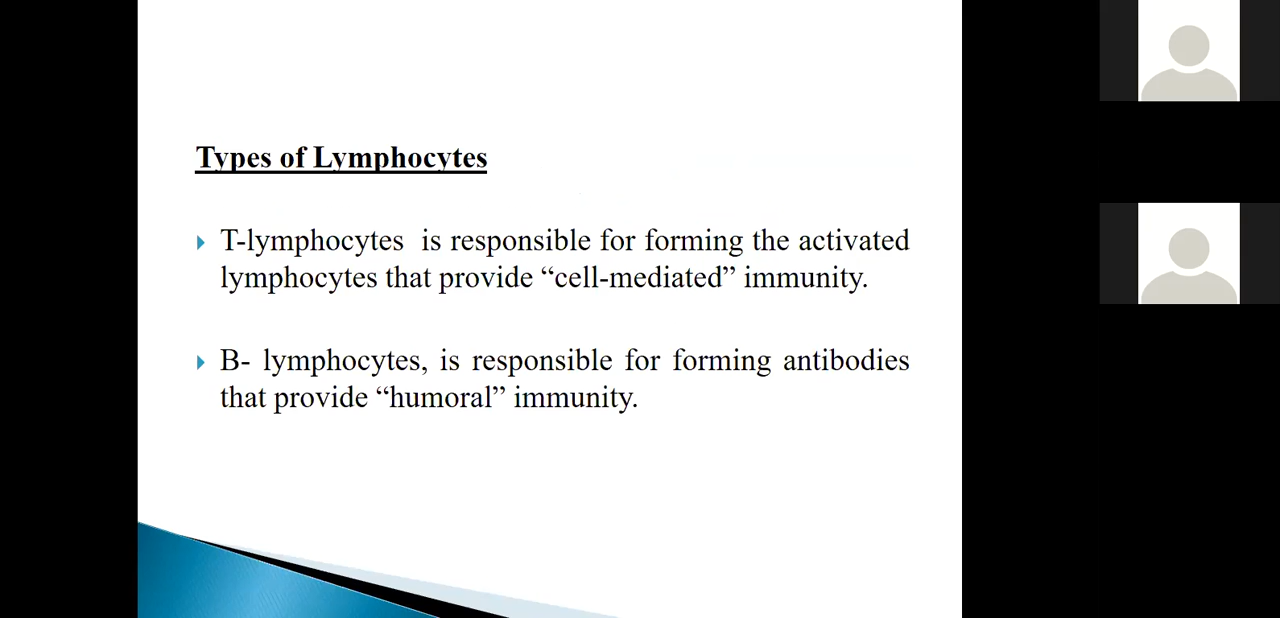 Types of Lymphocytes
T-lymphocytes is responsible for forming the activated
lymphocytes that provide “cell-mediated” immunity.
B- lymphocytes, is responsible for forming antibodies
that provide “humoral” immunity.